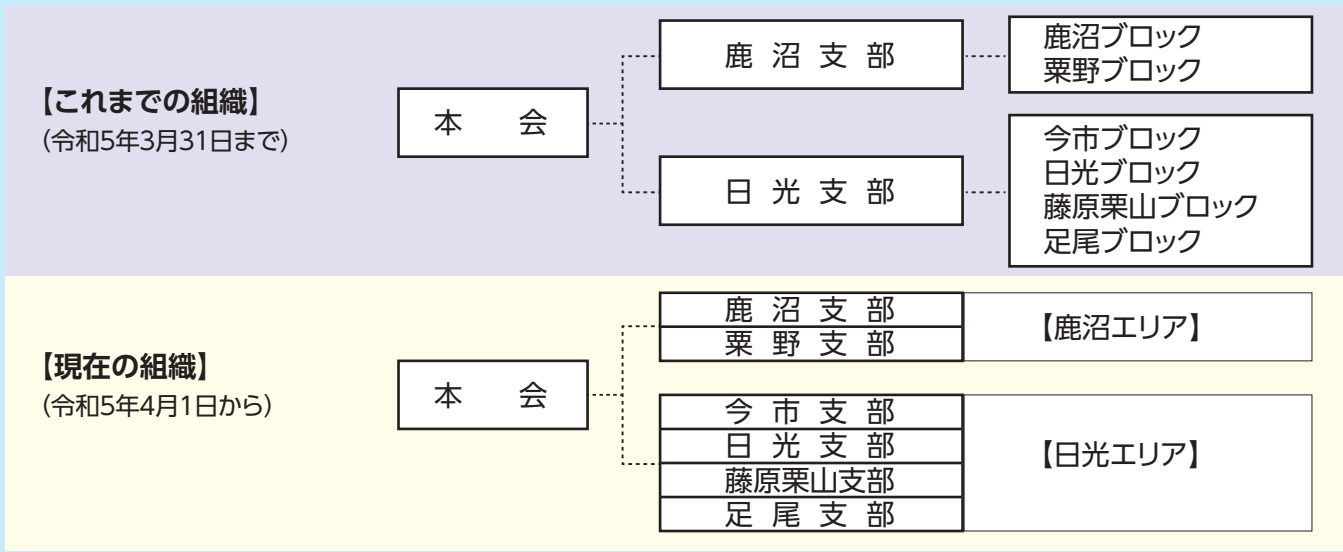 【これまでの組織】
(令和5年3月31日まで)
本　会
鹿沼支部
鹿沼ブロック
粟野ブロック
日光支部
今市ブロック
日光ブロック
藤原栗山ブロック
足尾ブロック
【現在の組織】
(令和5年4月1日から)
本　会
鹿沼支部
粟野支部
【鹿沼エリア】
今市支部
日光支部
藤原栗山支部
足尾支部
【日光エリア】